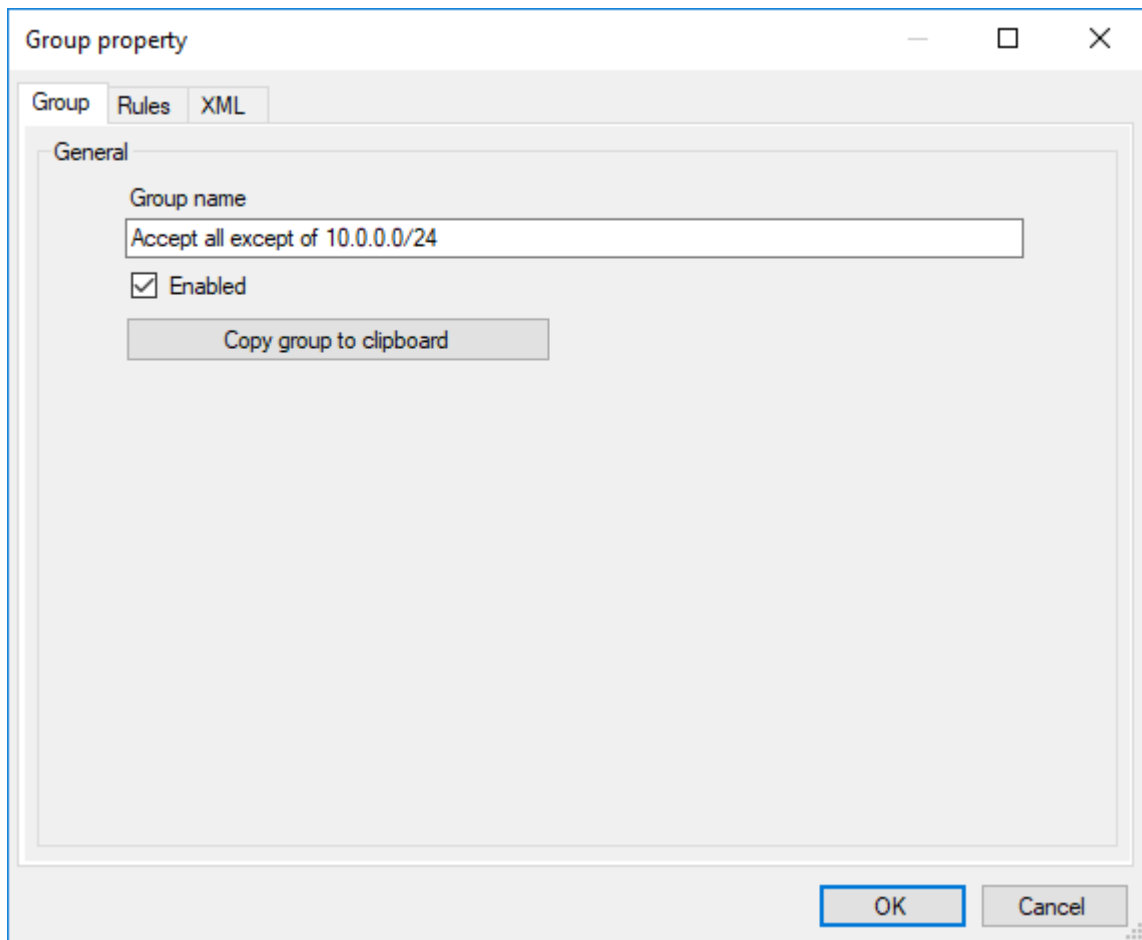 Group property
Group Rules XML
General
Group name
Accept all except of 10.0.0.0/24
Enabled
Copy group to clipboard
OK Cancel